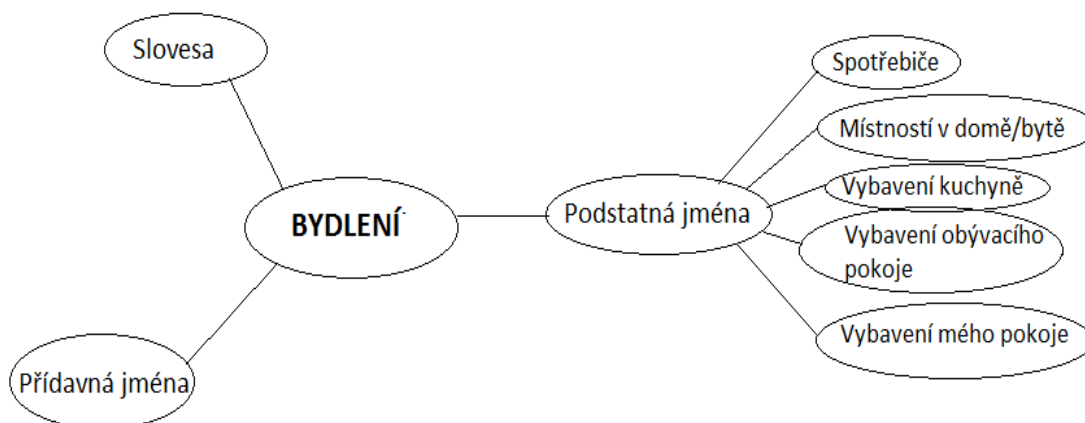 Slovesa
Spotřebiče
Místností v domě/bytě
Vybavení kuchyně
BYDLENÍ
Podstatná jména
Vybavení obývacího
pokoje
Vybavení mého pokoje
Přídavná jména